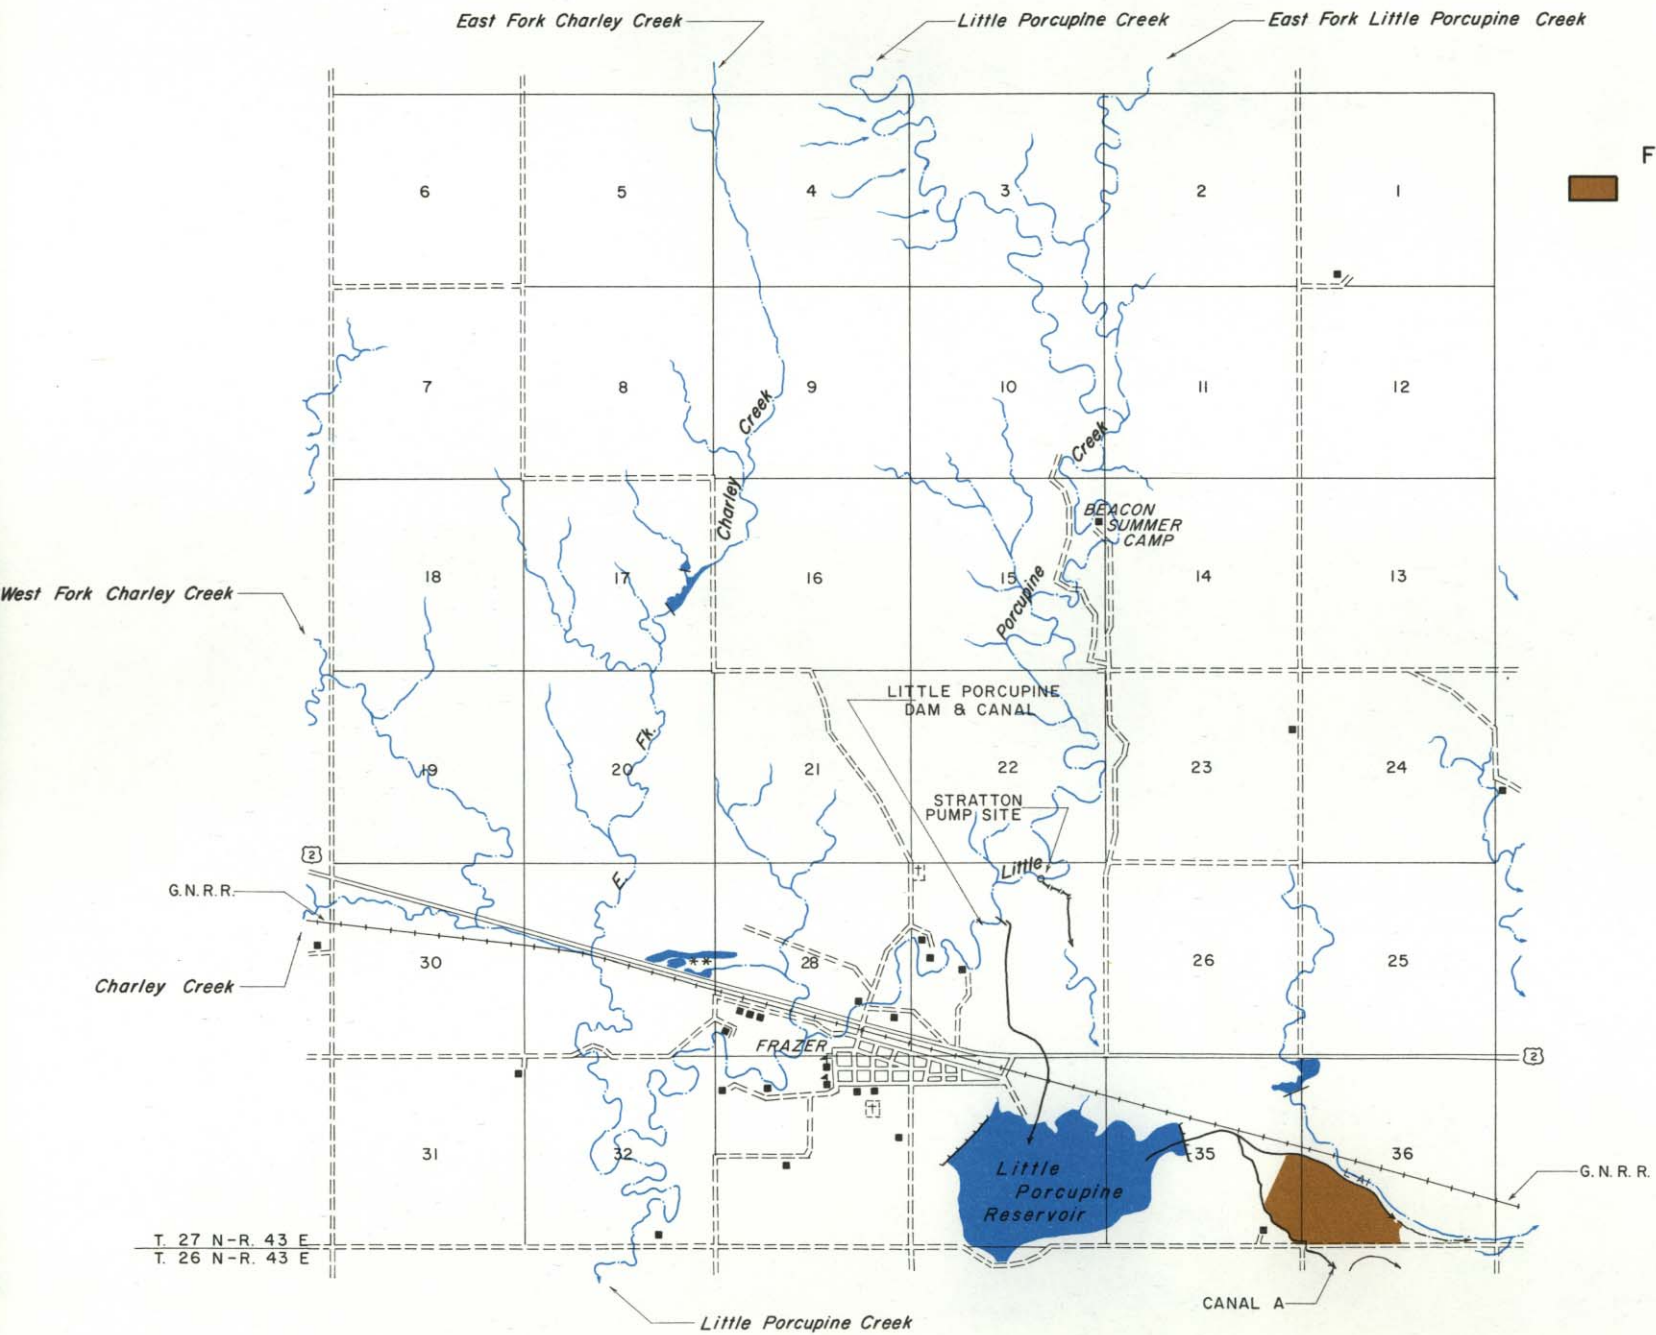 East Fork Charley Creek
Little Porcupine Creek
East Fork Little Porcupine Creek
F
6
5
4
3
2
1
7
8
9
10
11
12
Creek
Creek
Charley
BEACON
SUMMER
CAMP
18
17
16
15
14
13
Porcupine
West Fork Charley Creek
LITTLE PORCUPINE
DAM & CANAL
Fk.
19
20
21
22
23
24
STRATTON
PUMP SITE
2
Little
E.
G.N.R.R.
30
**
28
26
25
Charley Creek
FRAZER
2
31
32
35
36
Little
Porcupine
Reservoir
G.N.R.R.
T. 27 N-R. 43 E
T. 26 N-R. 43 E
CANAL A
Little Porcupine Creek